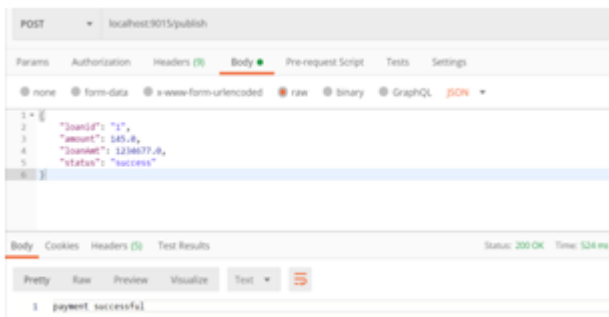 POST localhost:9015/publish
Params Authorization Headers (9) Body Pre-request Script Tests Settings
none form-data x-www-form-urlencoded raw binary GraphQL JSON
1 {
2 "loanid": "1",
3 "amount": 145.0,
4 "loanAmt": 1234677.0,
5 "status": "success"
6 }
Body Cookies Headers (5) Test Results Status: 200 OK Time: 524 ms
Pretty Raw Preview Visualize Text
1 payment successful